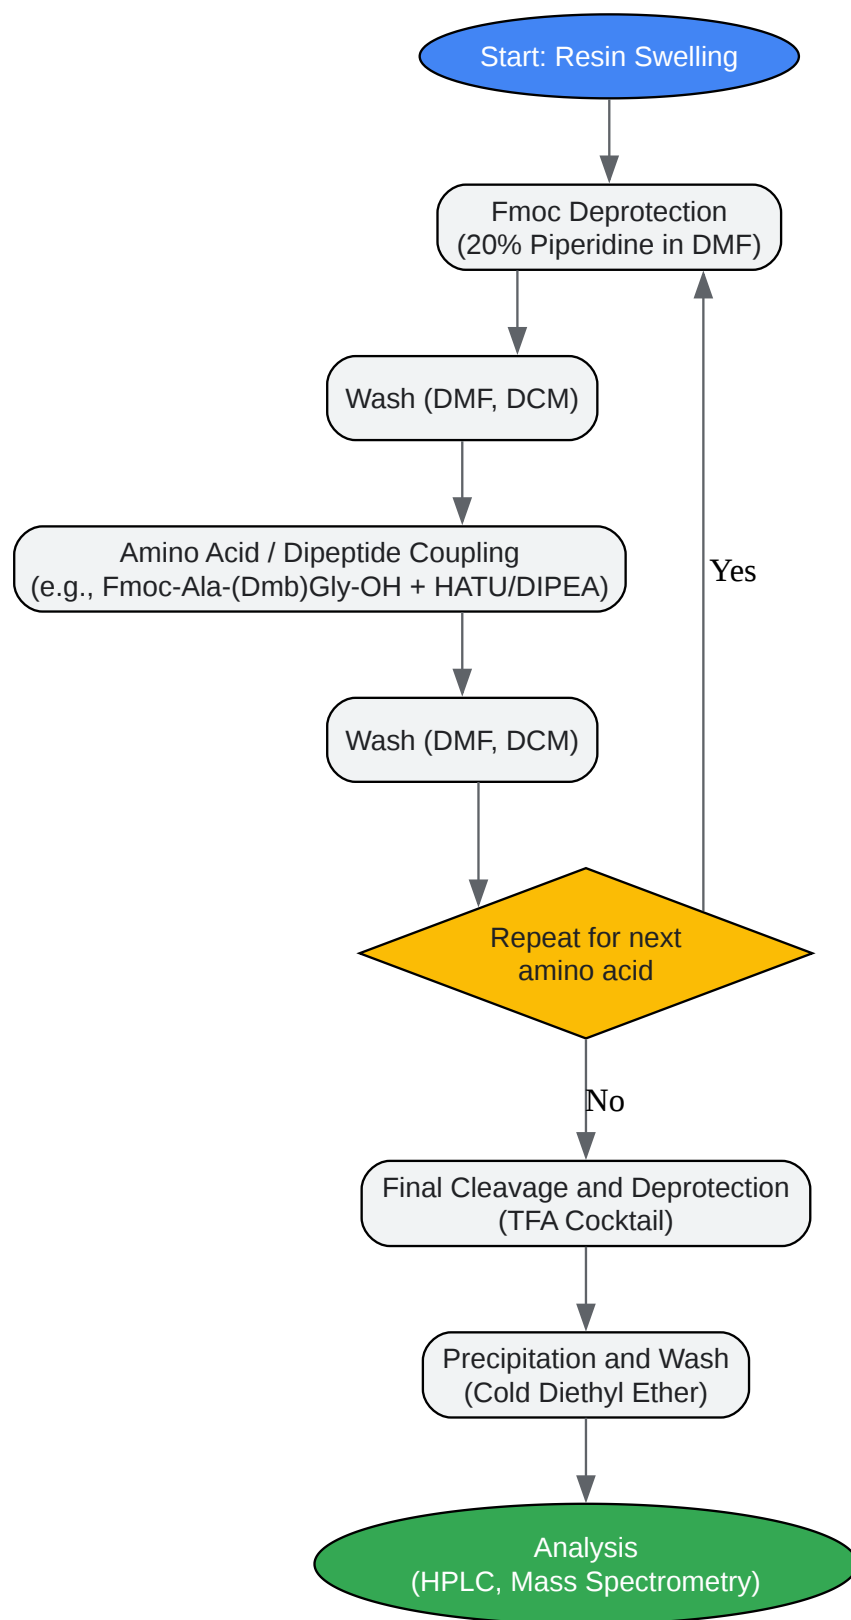 Start: Resin Swelling
Fmoc Deprotection
(20% Piperidine in DMF)
Wash (DMF, DCM)
Amino Acid / Dipeptide Coupling
(e.g., Fmoc-Ala-(Dmb)Gly-OH + HATU/DIPEA)
Yes
Wash (DMF, DCM)
Repeat for next
amino acid
No
Final Cleavage and Deprotection
(TFA Cocktail)
Precipitation and Wash
(Cold Diethyl Ether)
Analysis
(HPLC, Mass Spectrometry)